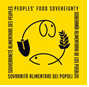 PEOPLES' FOOD SOVEREIGNTY
SOUVERAINETÉ ALIMENTAIRE DES PEUPLES
SOBERANÍA ALIMENTARIA DE LOS PUEBLOS
SOVRANITÀ ALIMENTARE DEI POPOLI